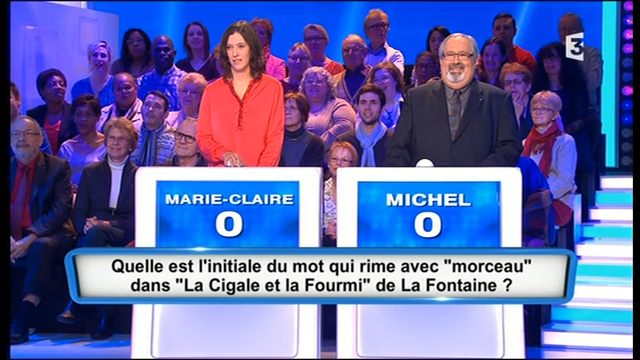 3
MARIE-CLAIRE
0
MICHEL
0
Quelle est l'initiale du mot qui rime avec "morceau"
dans "La Cigale et la Fourmi" de La Fontaine ?